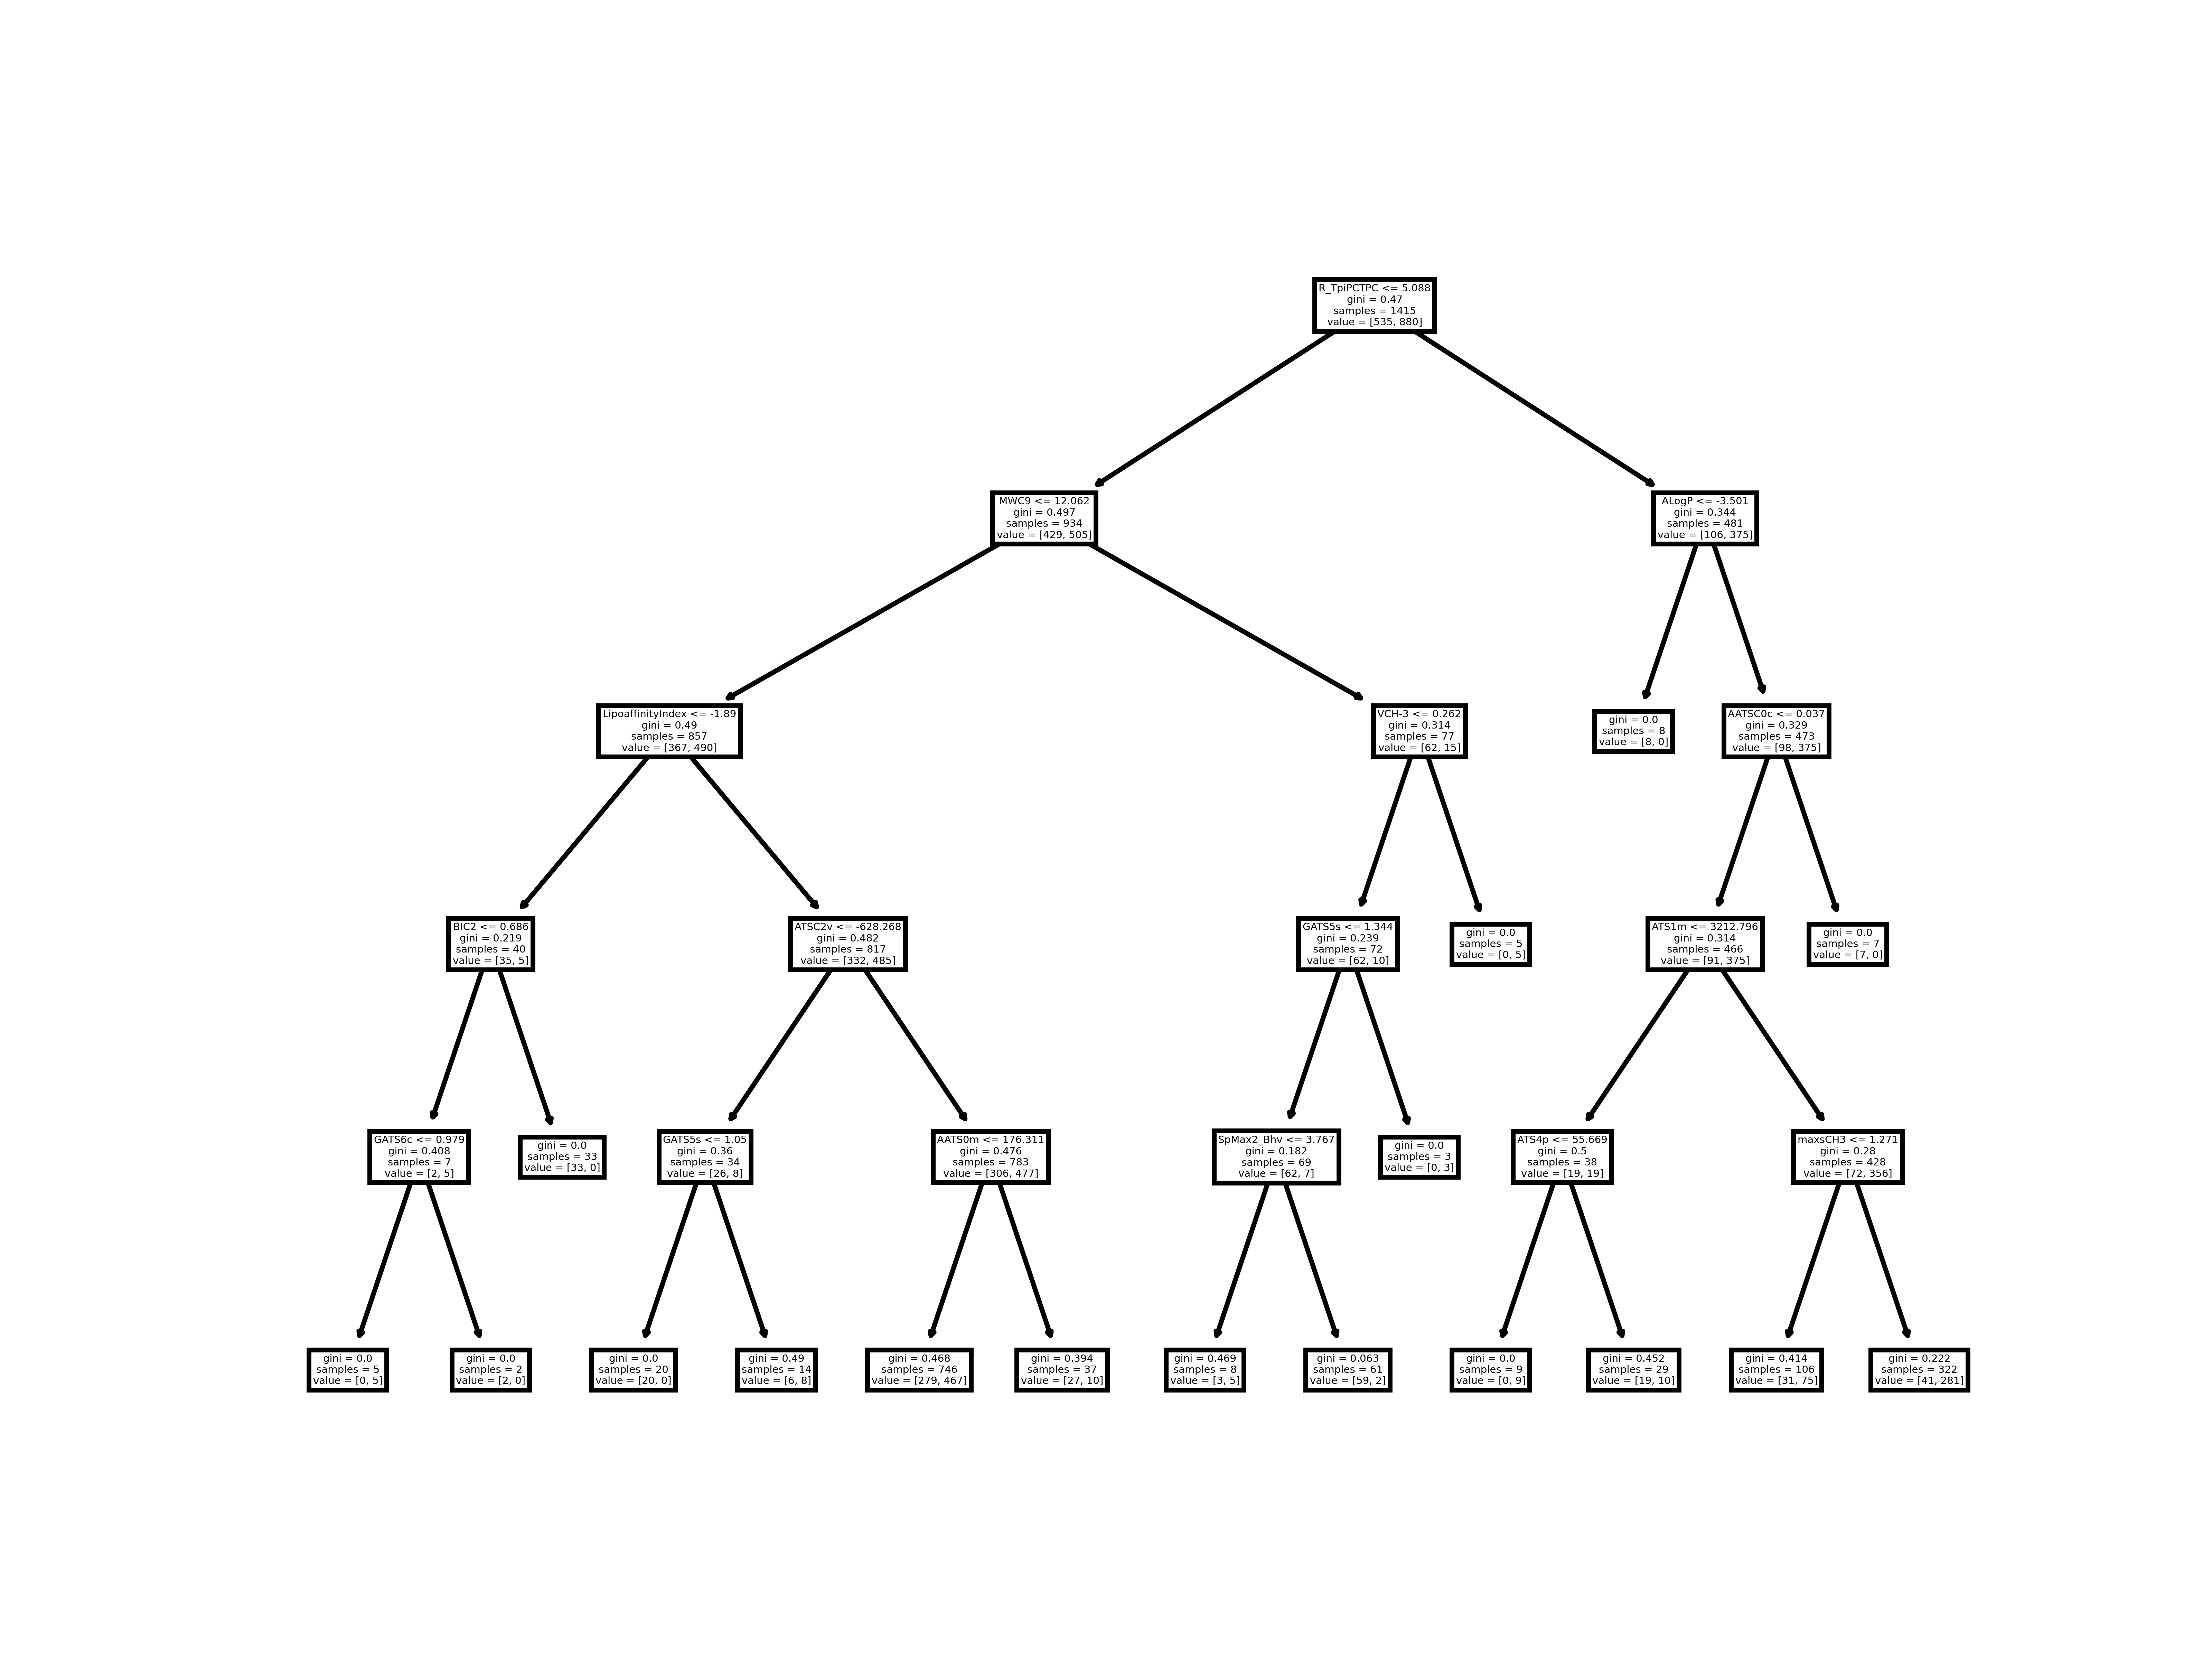 R_TpiPCTPC <= 5.088
gini = 0.47
samples = 1415
value = [535, 880]
MWC9 <= 12.062
gini = 0.497
samples = 934
value = [429, 505]
ALogP <= -3.501
gini = 0.344
samples = 481
value = [106, 375]
LipoaffinityIndex <= -1.89
gini = 0.49
samples = 857
value = [367, 490]
VCH-3 <= 0.262
gini = 0.314
samples = 77
value = [62, 15]
gini = 0.0
samples = 8
value = [8, 0]
AATSC0c <= 0.037
gini = 0.329
samples = 473
value = [98, 375]
BIC2 <= 0.686
gini = 0.219
samples = 40
value = [35, 5]
ATSC2v <= -628.268
gini = 0.482
samples = 817
value = [332, 485]
GATS5s <= 1.344
gini = 0.239
samples = 72
value = [62, 10]
gini = 0.0
samples = 5
value = [0, 5]
ATS1m <= 3212.796
gini = 0.314
samples = 466
value = [91, 375]
gini = 0.0
samples = 7
value = [7, 0]
GATS6c <= 0.979
gini = 0.408
samples = 7
value = [2, 5]
gini = 0.0
samples = 33
value = [33, 0]
GATS5s <= 1.05
gini = 0.36
samples = 34
value = [26, 8]
AATS0m <= 176.311
gini = 0.476
samples = 783
value = [306, 477]
SpMax2_Bhv <= 3.767
gini = 0.182
samples = 69
value = [62, 7]
gini = 0.0
samples = 3
value = [0, 3]
ATS4p <= 55.669
gini = 0.5
samples = 38
value = [19, 19]
maxsCH3 <= 1.271
gini = 0.28
samples = 428
value = [72, 356]
gini = 0.0
samples = 5
value = [0, 5]
gini = 0.0
samples = 2
value = [2, 0]
gini = 0.0
samples = 20
value = [20, 0]
gini = 0.49
samples = 14
value = [6, 8]
gini = 0.468
samples = 746
value = [279, 467]
gini = 0.394
samples = 37
value = [27, 10]
gini = 0.469
samples = 8
value = [3, 5]
gini = 0.063
samples = 61
value = [59, 2]
gini = 0.0
samples = 9
value = [0, 9]
gini = 0.452
samples = 29
value = [19, 10]
gini = 0.414
samples = 106
value = [31, 75]
gini = 0.222
samples = 322
value = [41, 281]